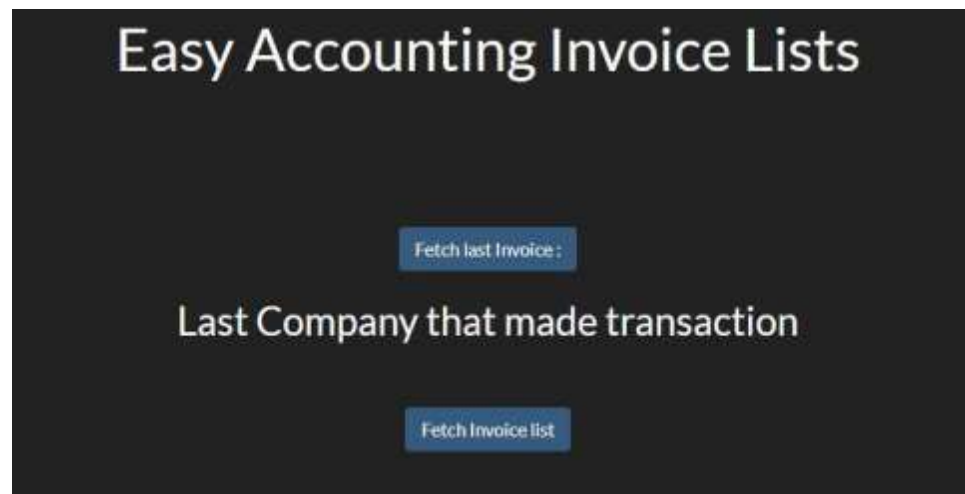 Easy Accounting Invoice Lists
Fetch last Invoice :
Last Company that made transaction
Fetch Invoice list